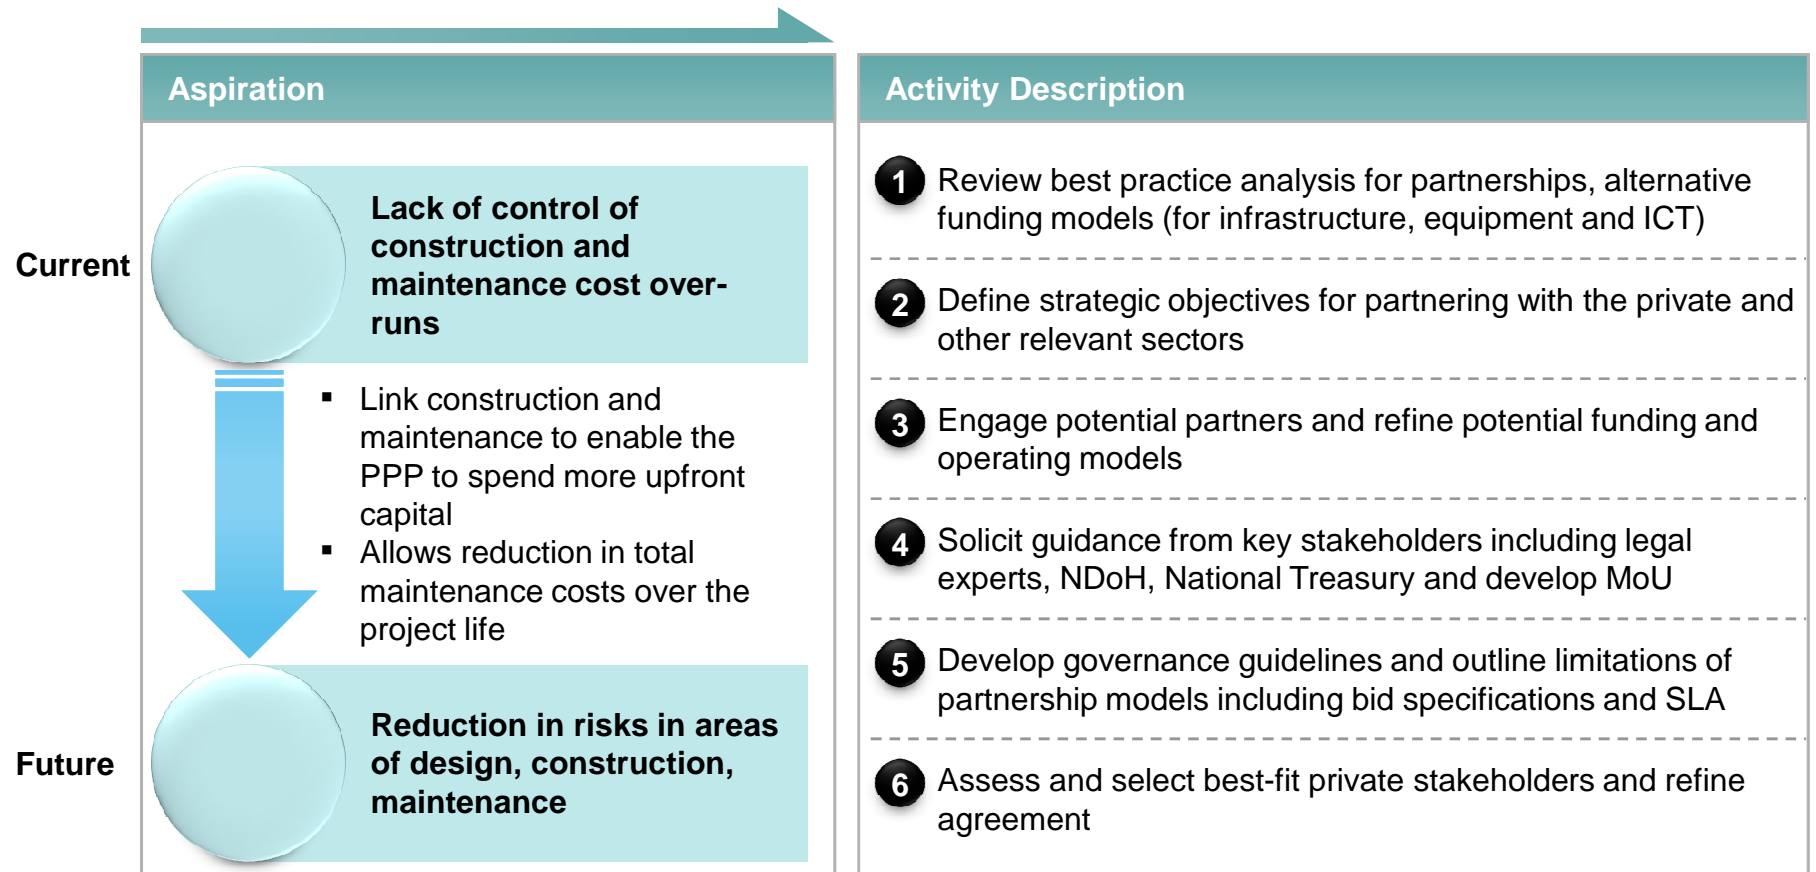 Aspiration
Current
Lack of control of
construction and
maintenance cost over-
runs
▪ Link construction and
maintenance to enable the
PPP to spend more upfront
capital
▪ Allows reduction in total
maintenance costs over the
project life
Future
Reduction in risks in areas
of design, construction,
maintenance
Activity Description
1 Review best practice analysis for partnerships, alternative
funding models (for infrastructure, equipment and ICT)
2 Define strategic objectives for partnering with the private and
other relevant sectors
3 Engage potential partners and refine potential funding and
operating models
4 Solicit guidance from key stakeholders including legal
experts, NDoH, National Treasury and develop MoU
5 Develop governance guidelines and outline limitations of
partnership models including bid specifications and SLA
6 Assess and select best-fit private stakeholders and refine
agreement